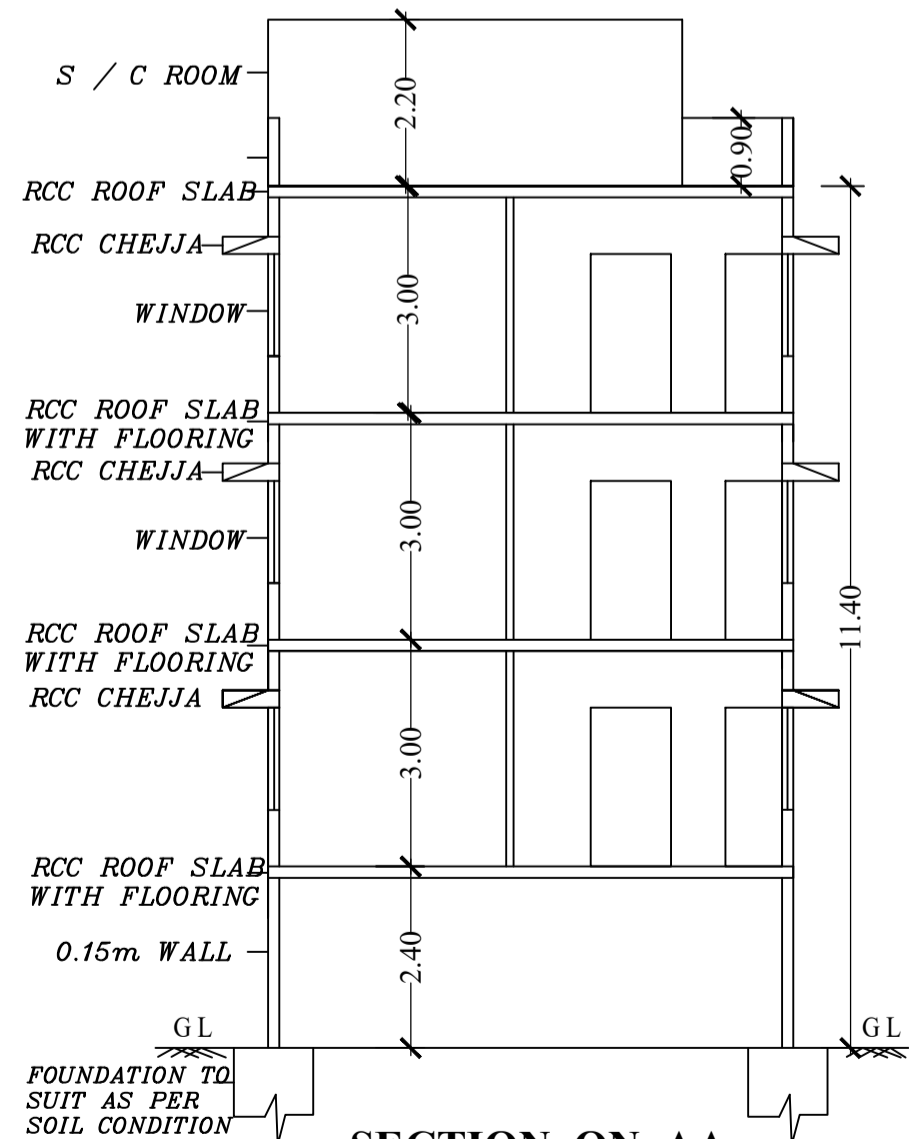 S / C ROOM
2.20
0.90
RCC ROOF SLAB
RCC CHEJJA
WINDOW
3.00
RCC ROOF SLAB
WITH FLOORING
RCC CHEJJA
WINDOW
3.00
11.40
RCC ROOF SLAB
WITH FLOORING
RCC CHEJJA
3.00
RCC ROOF SLAB
WITH FLOORING
0.15m WALL
2.40
GL
GL
FOUNDATION TO
SUIT AS PER
SOIL CONDITION
SECTION ON AA